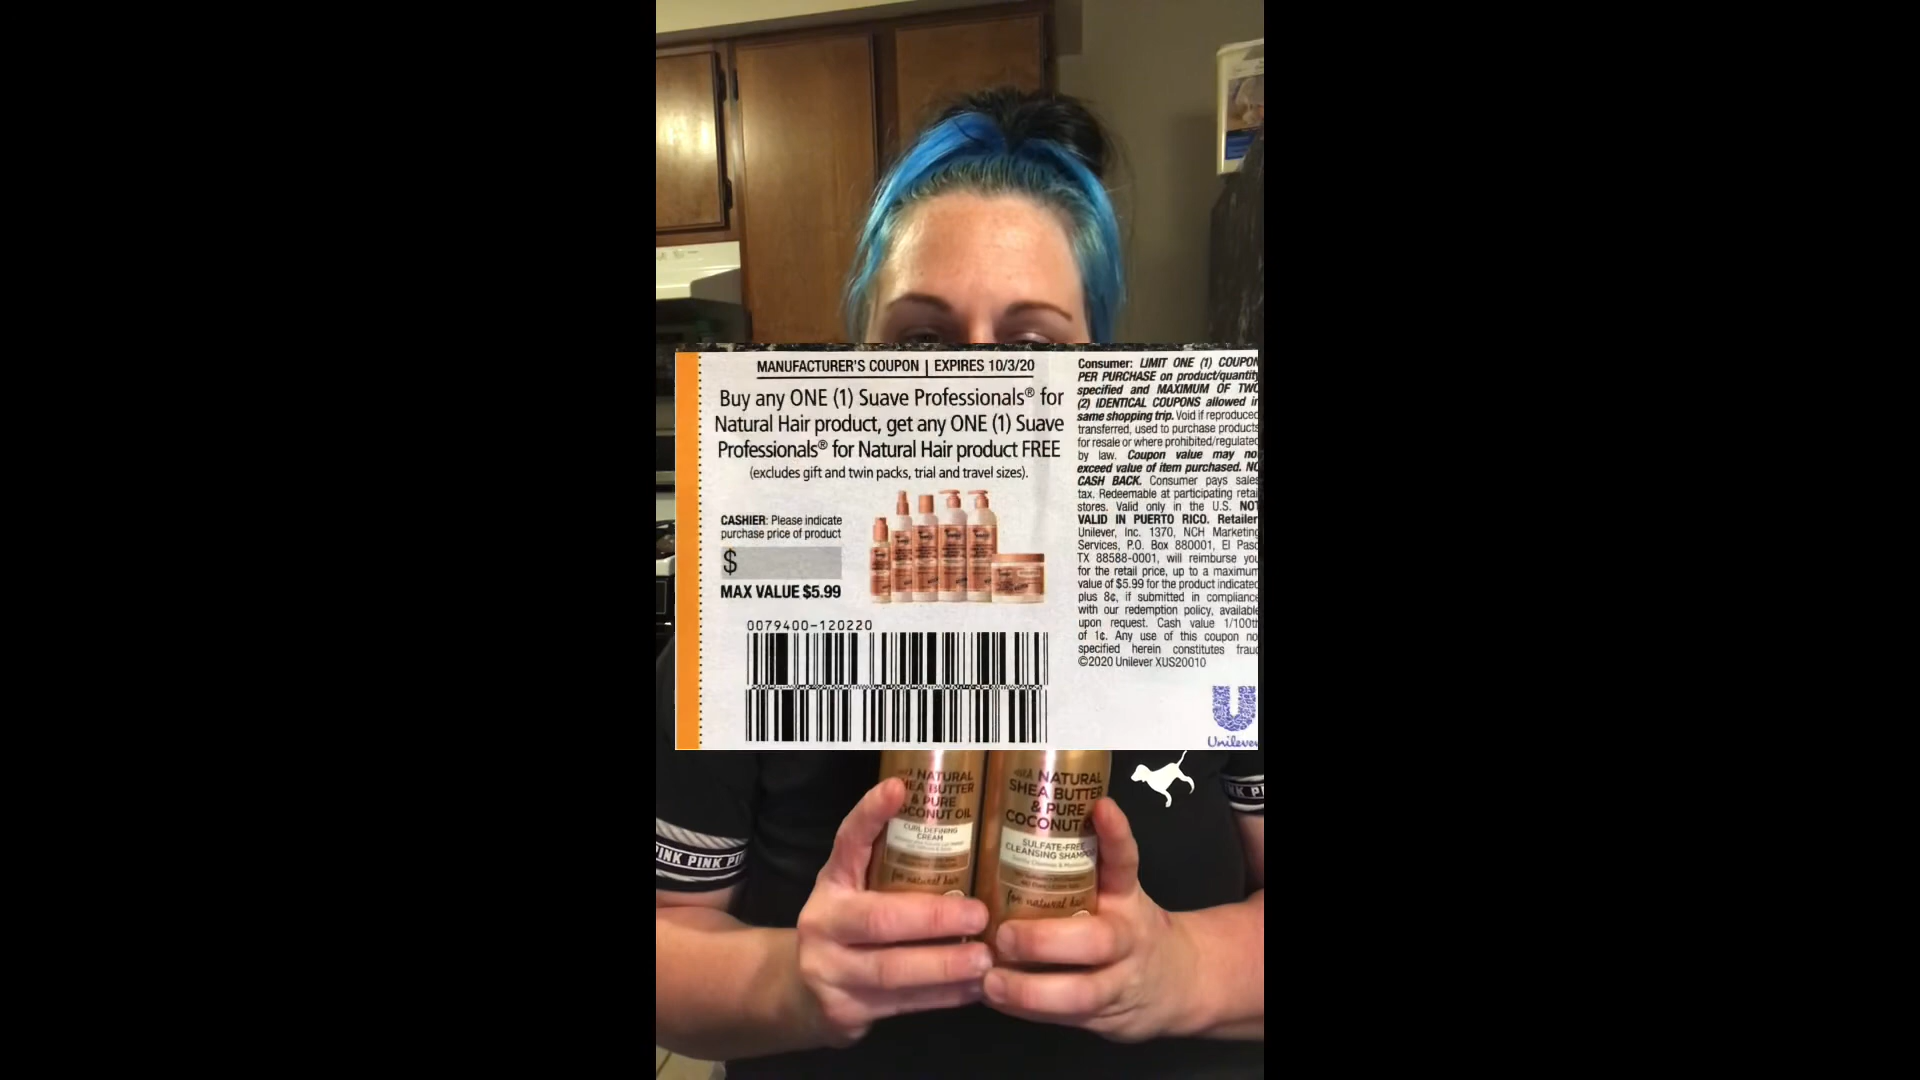 MANUFACTURER'S COUPON | EXPIRES 10/3/20
Buy any ONE (1) Suave Professionals® for
Natural Hair product, get any ONE (1) Suave
Professionals® for Natural Hair product FREE
(excludes gift and twin packs, trial and travel sizes).
CASHIER: Please indicate
purchase price of product
$
MAX VALUE $5.99
0079400-120220
Consumer: LIMIT ONE (1) COUPON
PER PURCHASE on product/quantity
specified and MAXIMUM OF TWO
(2) IDENTICAL COUPONS allowed in
same shopping trip. Void if reproduced
transferred, used to purchase products
for resale or where prohibited/regulated
by law. Coupon value may no
exceed value of item purchased. NO
CASH BACK. Consumer pays sales
tax. Redeemable at participating retai
stores. Valid only in the U.S. NOT
VALID IN PUERTO RICO. Retailer
Unilever, Inc. 1370, NCH Marketing
Services, P.O. Box 880001, El Paso
TX 88588-0001, will reimburse you
for the retail price, up to a maximum
value of $5.99 for the product indicated
plus 8¢, if submitted in compliance
with our redemption policy, available
upon request. Cash value 1/100th
of 1¢. Any use of this coupon no
specified herein constitutes fraud
©2020 Unilever XUS20010
U
Unilever
NATURAL
SHEA BUTTER
& PURE
COCONUT OIL
CURL DEFINING
CREAM
for natural hair
NATURAL
SHEA BUTTER
& PURE
COCONUT O
SULFATE-FREE
CLEANSING SHAMPOO
for natural hair
INK PINK PI
NK PI